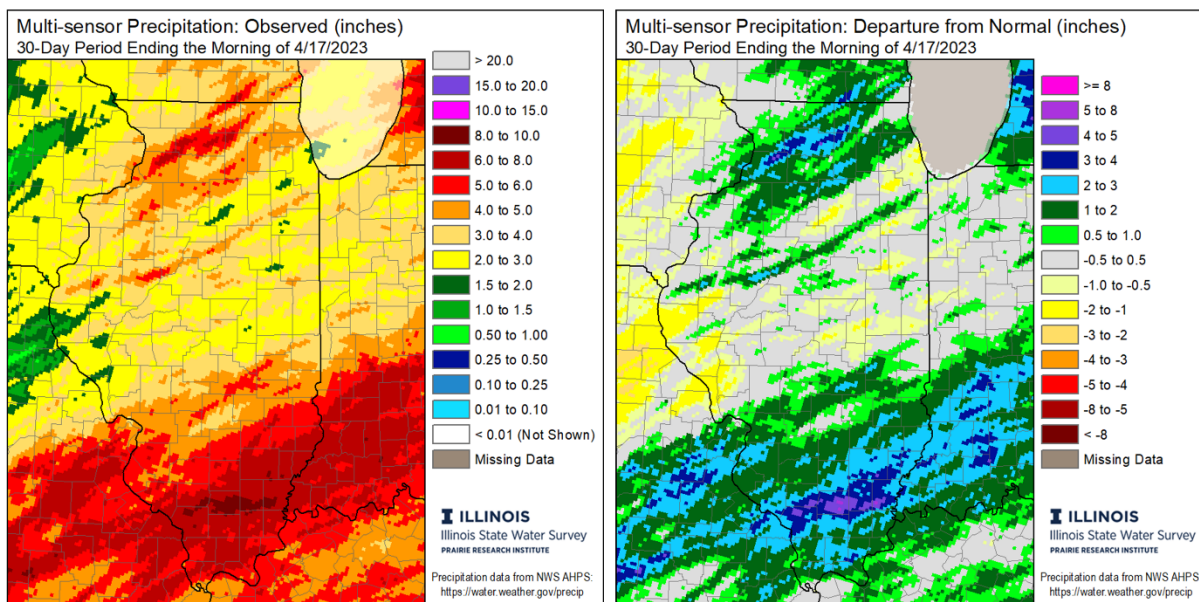 Multi-sensor Precipitation: Observed (inches)
30-Day Period Ending the Morning of 4/17/2023
> 20.0
15.0 to 20.0
10.0 to 15.0
8.0 to 10.0
6.0 to 8.0
5.0 to 6.0
4.0 to 5.0
3.0 to 4.0
2.0 to 3.0
1.5 to 2.0
1.0 to 1.5
0.50 to 1.00
0.25 to 0.50
0.10 to 0.25
0.01 to 0.10
< 0.01 (Not Shown)
Missing Data
I ILLINOIS
Illinois State Water Survey
PRAIRIE RESEARCH INSTITUTE
Precipitation data from NWS AHPS:
https://water.weather.gov/precip
Multi-sensor Precipitation: Departure from Normal (inches)
30-Day Period Ending the Morning of 4/17/2023
>= 8
5 to 8
4 to 5
3 to 4
2 to 3
1 to 2
0.5 to 1.0
-0.5 to 0.5
-1.0 to -0.5
-2 to -1
-3 to -2
-4 to -3
-5 to -4
-8 to -5
< -8
Missing Data
I ILLINOIS
Illinois State Water Survey
PRAIRIE RESEARCH INSTITUTE
Precipitation data from NWS AHPS:
https://water.weather.gov/precip